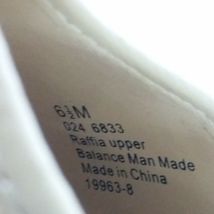 6½M
024 6833
Raffia upper
Balance Man Made
Made in China
19963-8